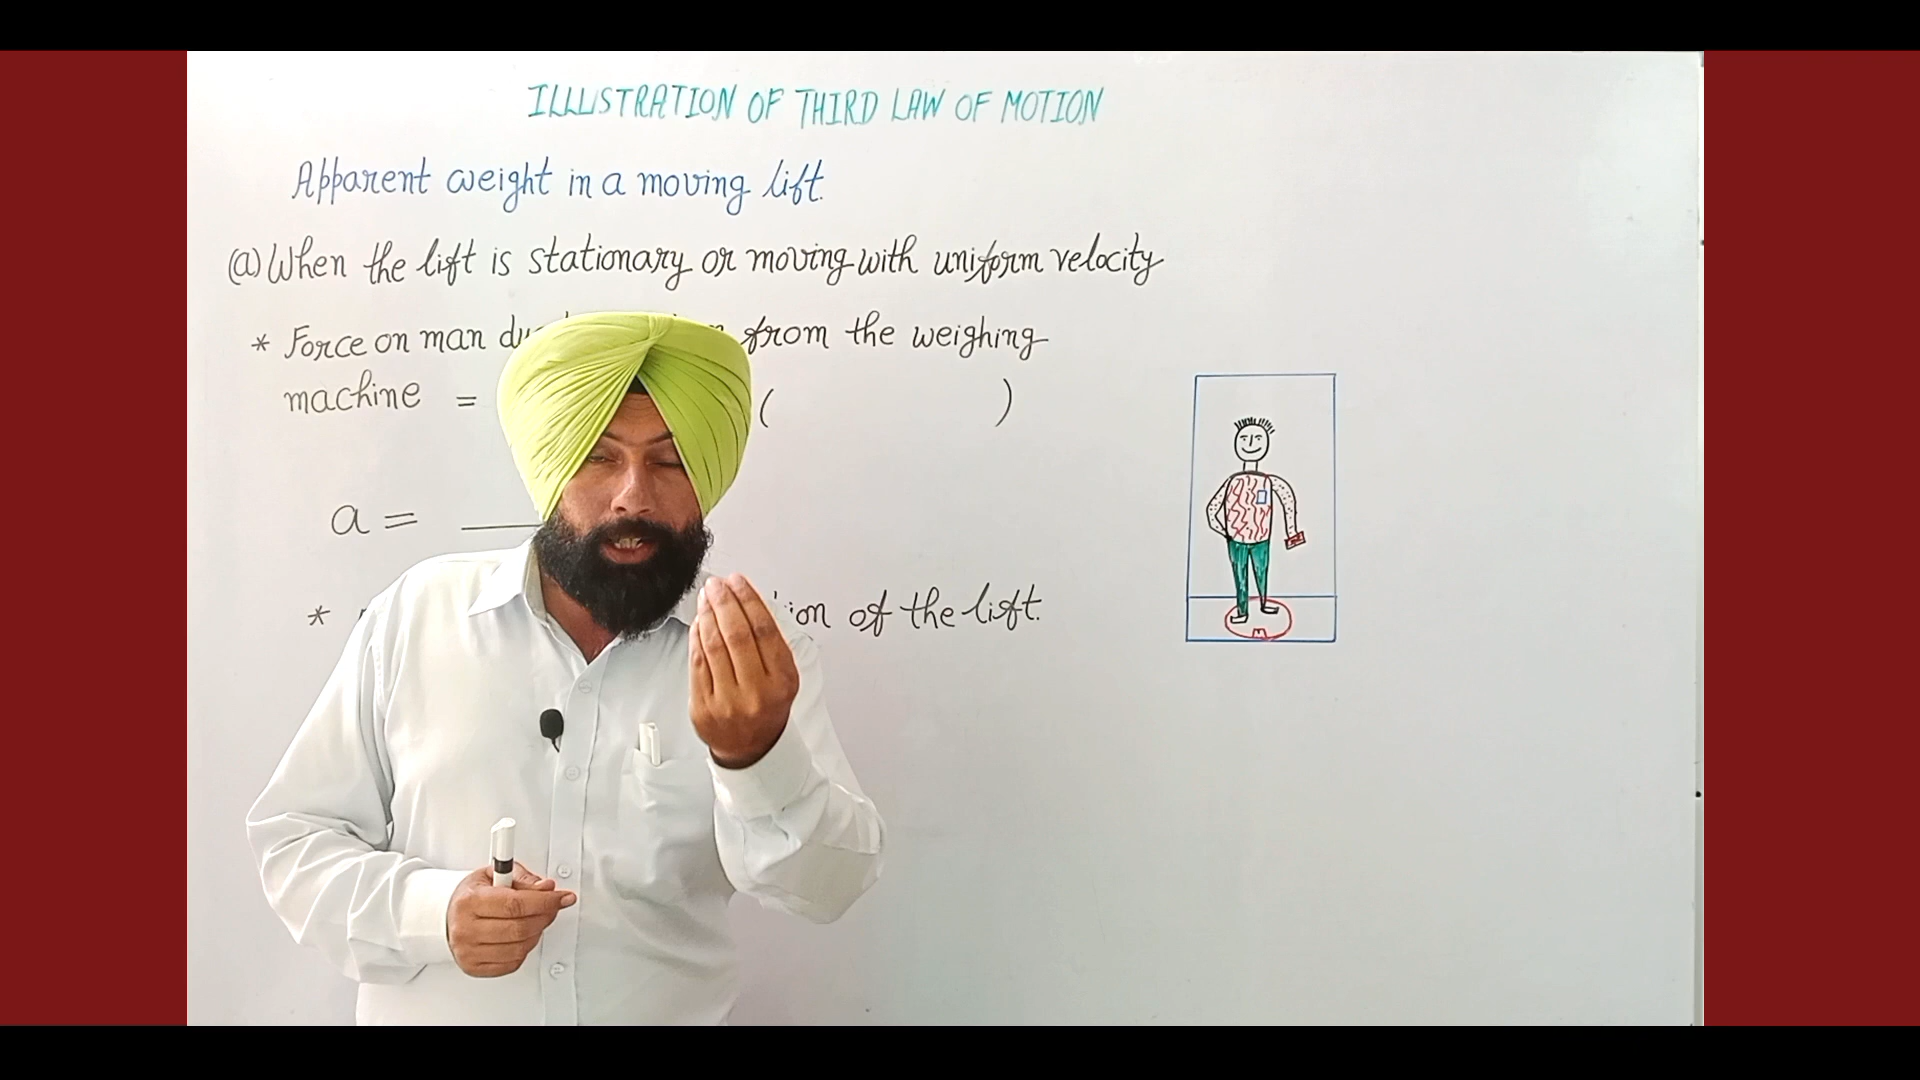 ILLUSTRATION OF THIRD LAW OF MOTION
Apparent weight in a moving lift.
(a) When the lift is stationary or moving with uniform velocity
* Force on man from the weighing
machine = ( )
a = —
* of the lift.